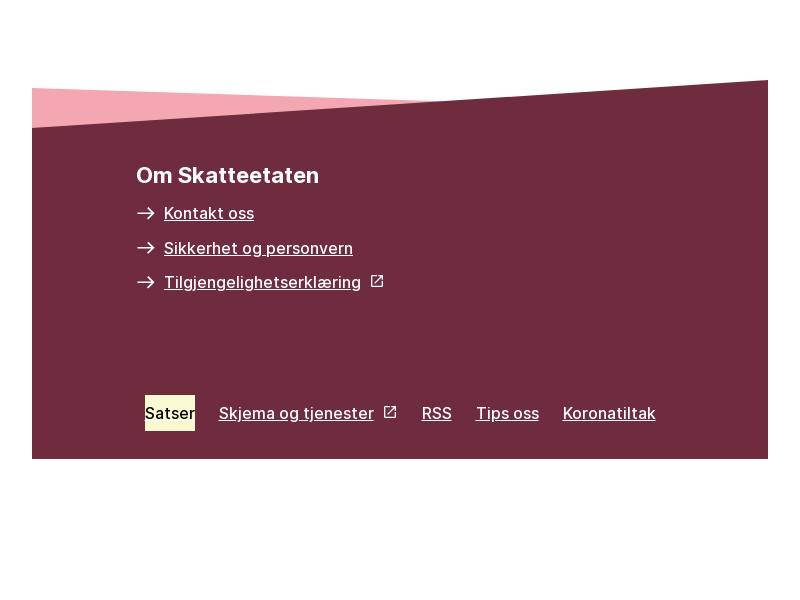 Om Skatteetaten
Kontakt oss
Sikkerhet og personvern
Tilgjengelighetserklæring
Satser Skjema og tjenester RSS Tips oss Koronatiltak